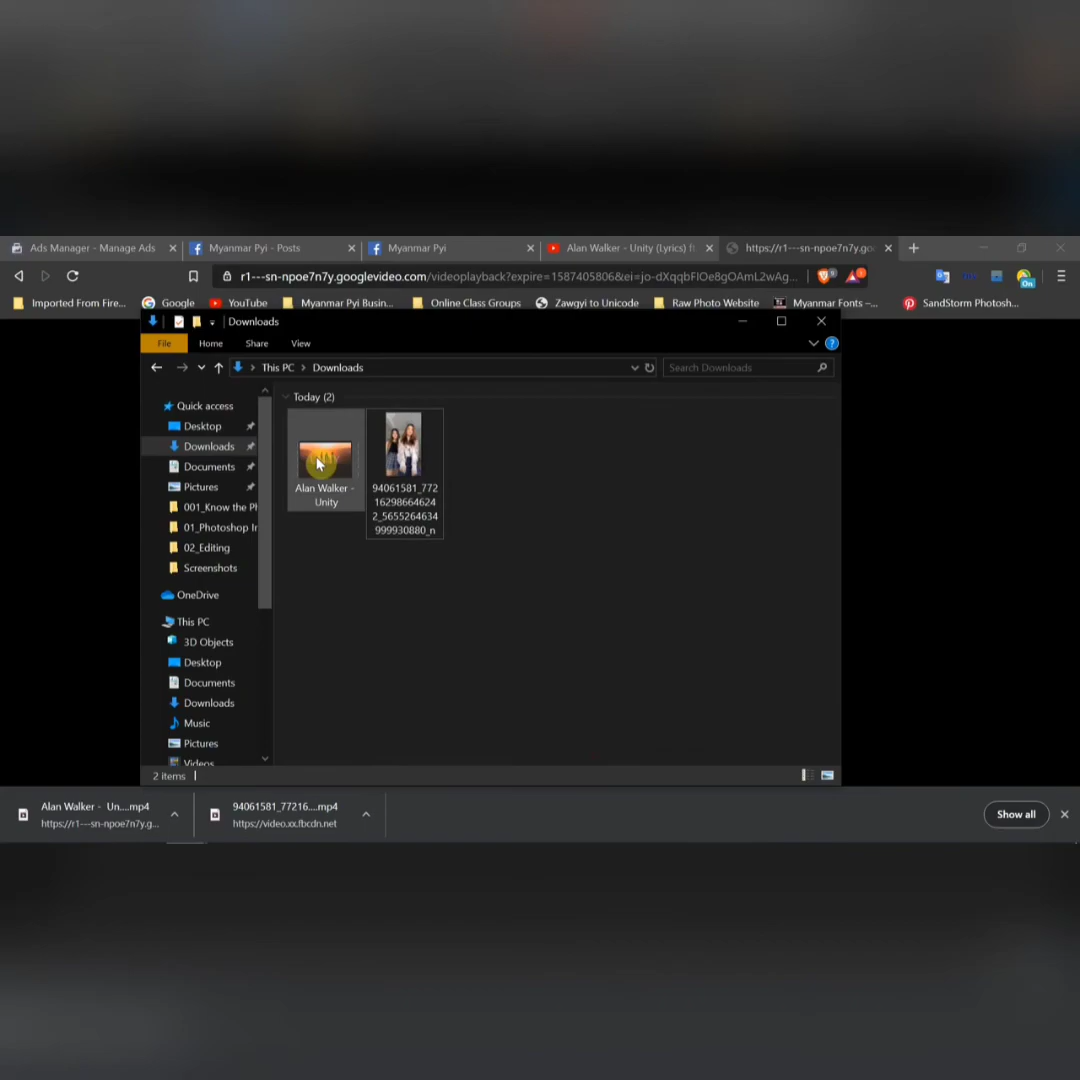 Ads Manager - Manage Ads
Myanmar Pyi - Posts
Myanmar Pyi
Alan Walker - Unity (Lyrics) ft
https://r1---sn-npoe7n7y.go
r1---sn-npoe7n7y.googlevideo.com/videoplayback?expire=1587405806&ei=jo-dXqqbFIOe8gOAmL2wAg...
Imported From Fire...
Google
YouTube
Myanmar Pyi Busin...
Online Class Groups
Zawgyi to Unicode
Raw Photo Website
Myanmar Fonts –...
SandStorm Photosh...
On
Downloads
File
Home
Share
View
This PC
Downloads
Search Downloads
Quick access
Desktop
Downloads
Documents
Pictures
001_Know the Ph
01_Photoshop In
02_Editing
Screenshots
OneDrive
This PC
3D Objects
Desktop
Documents
Downloads
Music
Pictures
Videos
Today (2)
Alan Walker -
Unity
94061581_772
16298664624
2_5655264634
999930880_n
2 items
Alan Walker - Un....mp4
https://r1---sn-npoe7n7y.g...
94061581_77216....mp4
https://video.xx.fbcdn.net
Show all